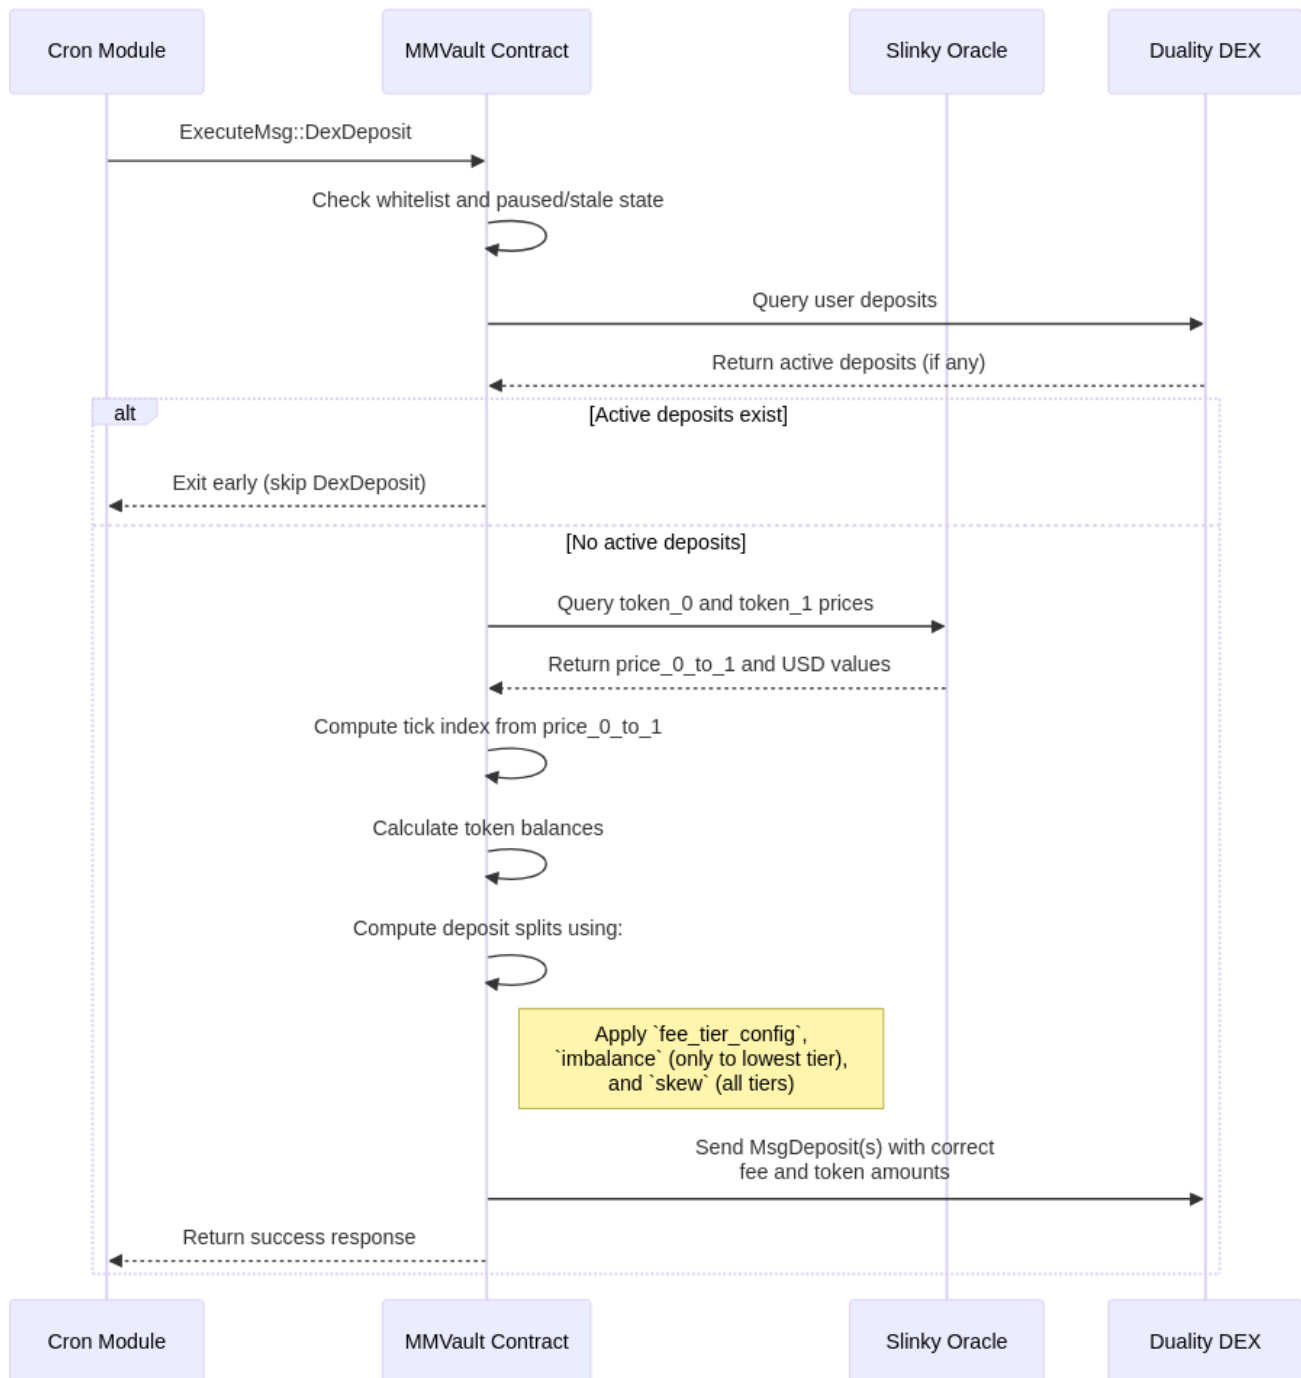 Cron Module
MMVault Contract
Slinky Oracle
Duality DEX
ExecuteMsg::DexDeposit
Check whitelist and paused/stale state
Query user deposits
Return active deposits (if any)
alt
[Active deposits exist]
Exit early (skip DexDeposit)
[No active deposits]
Query token_0 and token_1 prices
Return price_0_to_1 and USD values
Compute tick index from price_0_to_1
Calculate token balances
Compute deposit splits using:
Apply `fee_tier_config`,
`imbalance` (only to lowest tier),
and `skew` (all tiers)
Send MsgDeposit(s) with correct
fee and token amounts
Return success response
Cron Module
MMVault Contract
Slinky Oracle
Duality DEX